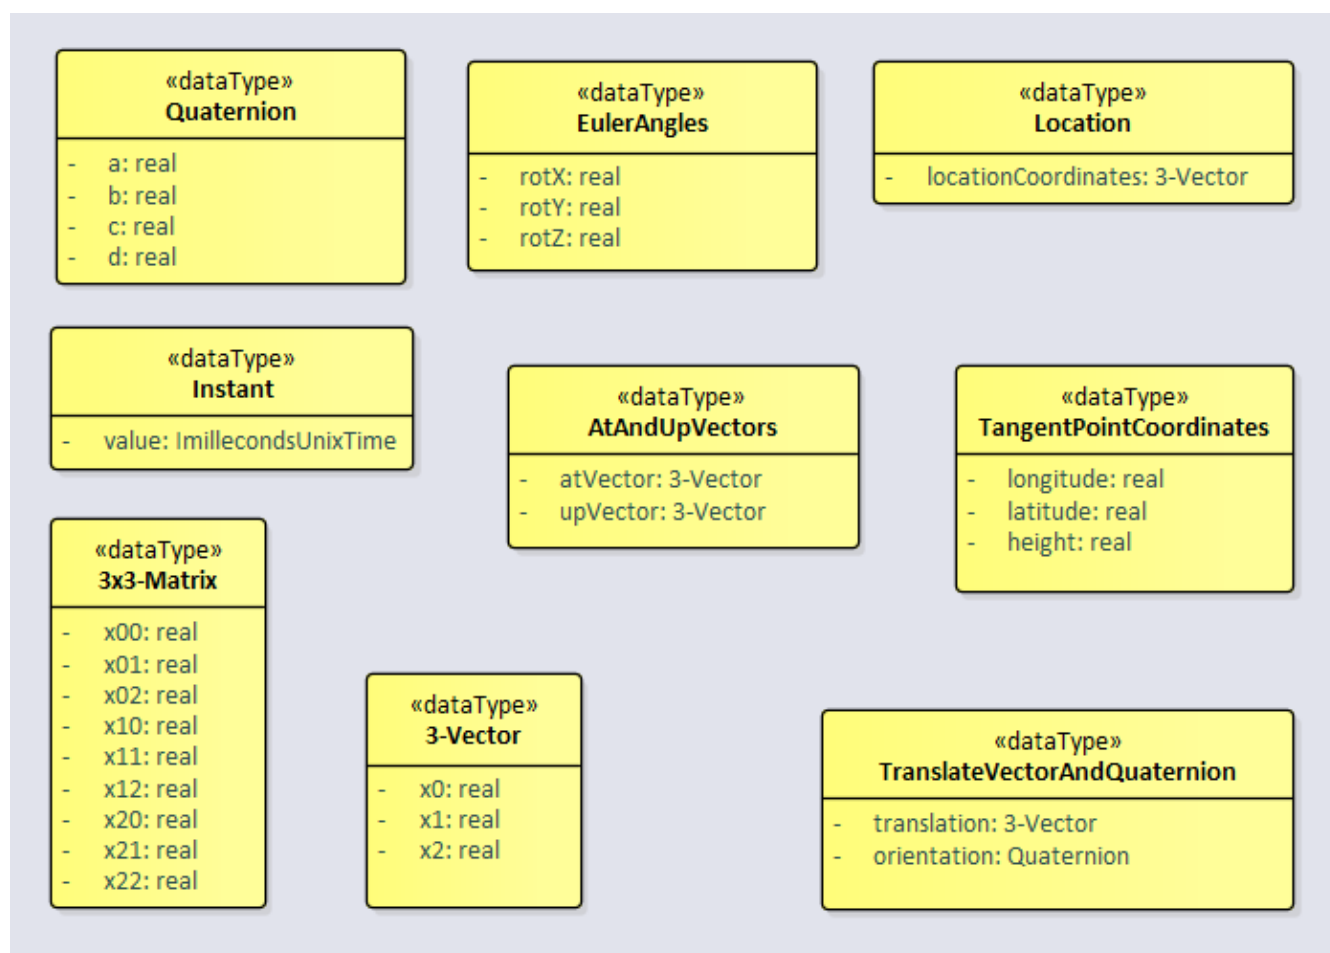 «dataType»
Quaternion
- a: real
- b: real
- c: real
- d: real
«dataType»
EulerAngles
- rotX: real
- rotY: real
- rotZ: real
«dataType»
Location
- locationCoordinates: 3-Vector
«dataType»
Instant
- value: ImillecondsUnixTime
«dataType»
AtAndUpVectors
- atVector: 3-Vector
- upVector: 3-Vector
«dataType»
TangentPointCoordinates
- longitude: real
- latitude: real
- height: real
«dataType»
3x3-Matrix
- x00: real
- x01: real
- x02: real
- x10: real
- x11: real
- x12: real
- x20: real
- x21: real
- x22: real
«dataType»
3-Vector
- x0: real
- x1: real
- x2: real
«dataType»
TranslateVectorAndQuaternion
- translation: 3-Vector
- orientation: Quaternion